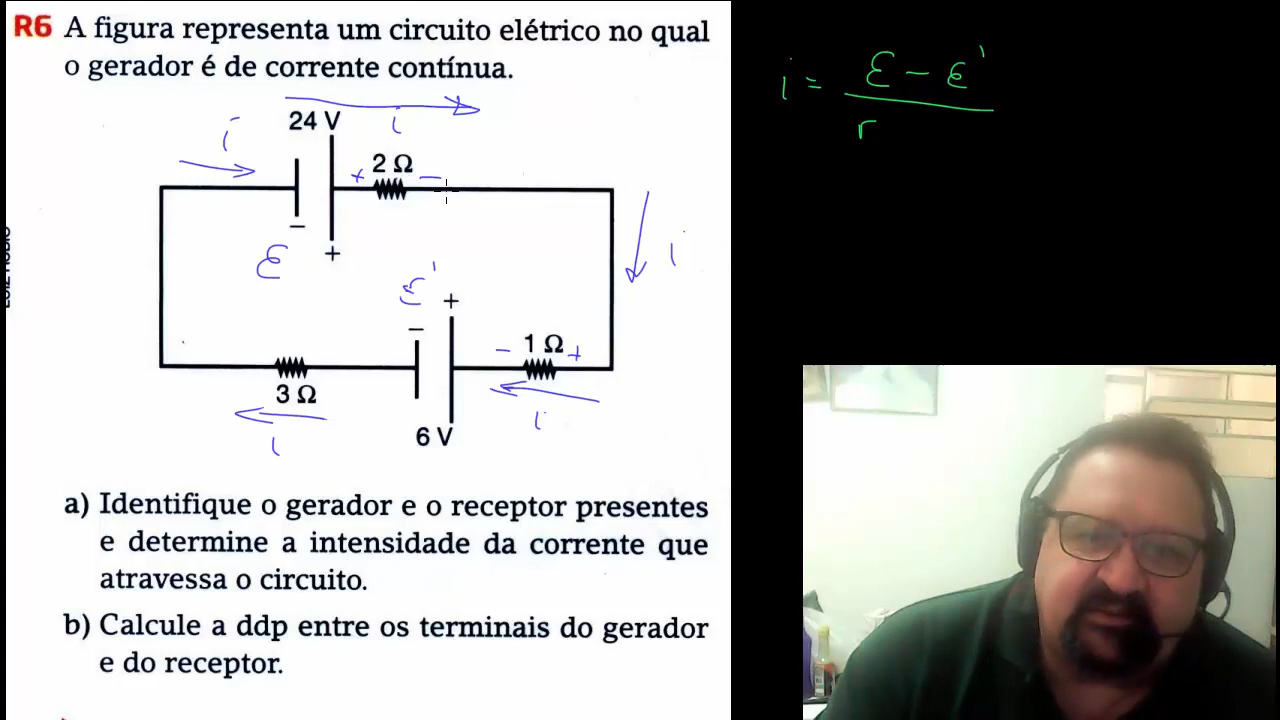 R6 A figura representa um circuito elétrico no qual
o gerador é de corrente contínua.
i
24 V
i
+ 2 Ω −
−
+
ε
i
ε'
+
−
− 1 Ω +
3 Ω
i
i
6 V
a) Identifique o gerador e o receptor presentes
e determine a intensidade da corrente que
atravessa o circuito.
b) Calcule a ddp entre os terminais do gerador
e do receptor.
i = ε − ε'
r